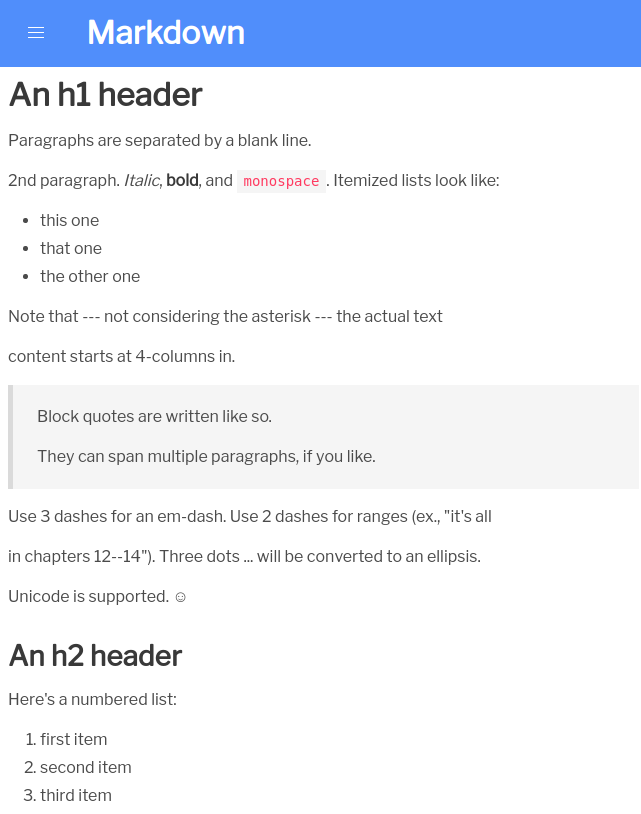 Markdown
An h1 header
Paragraphs are separated by a blank line.
2nd paragraph. Italic, bold, and monospace. Itemized lists look like:
• this one
• that one
• the other one
Note that --- not considering the asterisk --- the actual text
content starts at 4-columns in.
Block quotes are written like so.
They can span multiple paragraphs, if you like.
Use 3 dashes for an em-dash. Use 2 dashes for ranges (ex., "it's all
in chapters 12--14"). Three dots ... will be converted to an ellipsis.
Unicode is supported. ☺
An h2 header
Here's a numbered list:
1. first item
2. second item
3. third item